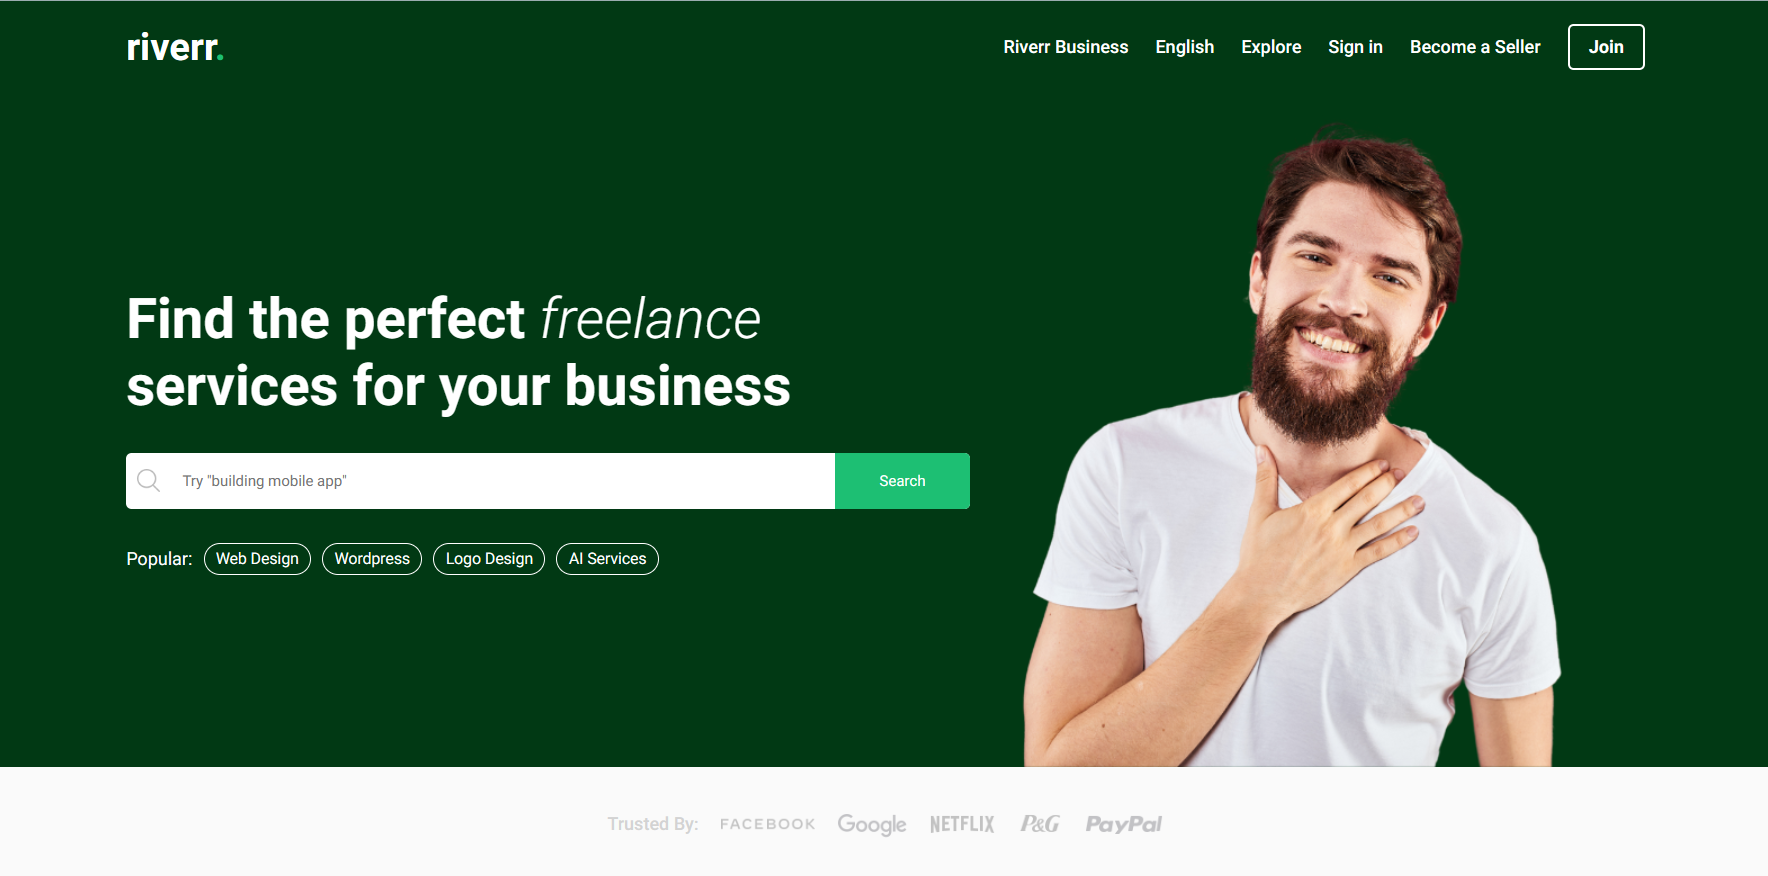 riverr.
Riverr Business English Explore Sign in Become a Seller Join
Find the perfect freelance
services for your business
Try "building mobile app" Search
Popular: Web Design Wordpress Logo Design AI Services
Trusted By: FACEBOOK Google NETFLIX P&G PayPal